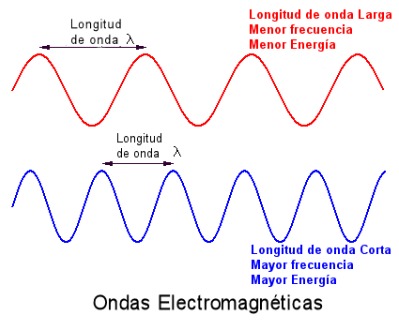 Longitud
de onda λ
Longitud de onda Larga
Menor frecuencia
Menor Energía
Longitud
de onda λ
Longitud de onda Corta
Mayor frecuencia
Mayor Energía
Ondas Electromagnéticas